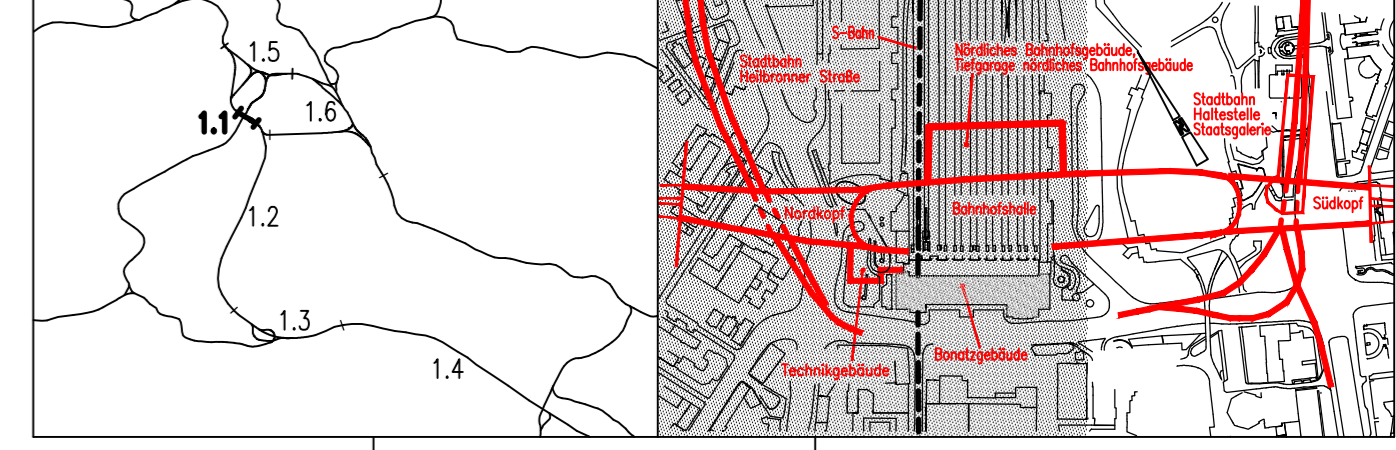 1.5
1.6
1.1
1.2
1.3
1.4
S-Bahn
Nördliches Bahnhofsgebäude,
Tiefgarage nördliches Bahnhofsgebäude
Stadtbahn
Heilbronner Straße
Stadtbahn
Haltestelle
Staatsgalerie
Nordkopf
Bahnhofshalle
Südkopf
Bonatzgebäude
Technikgebäude